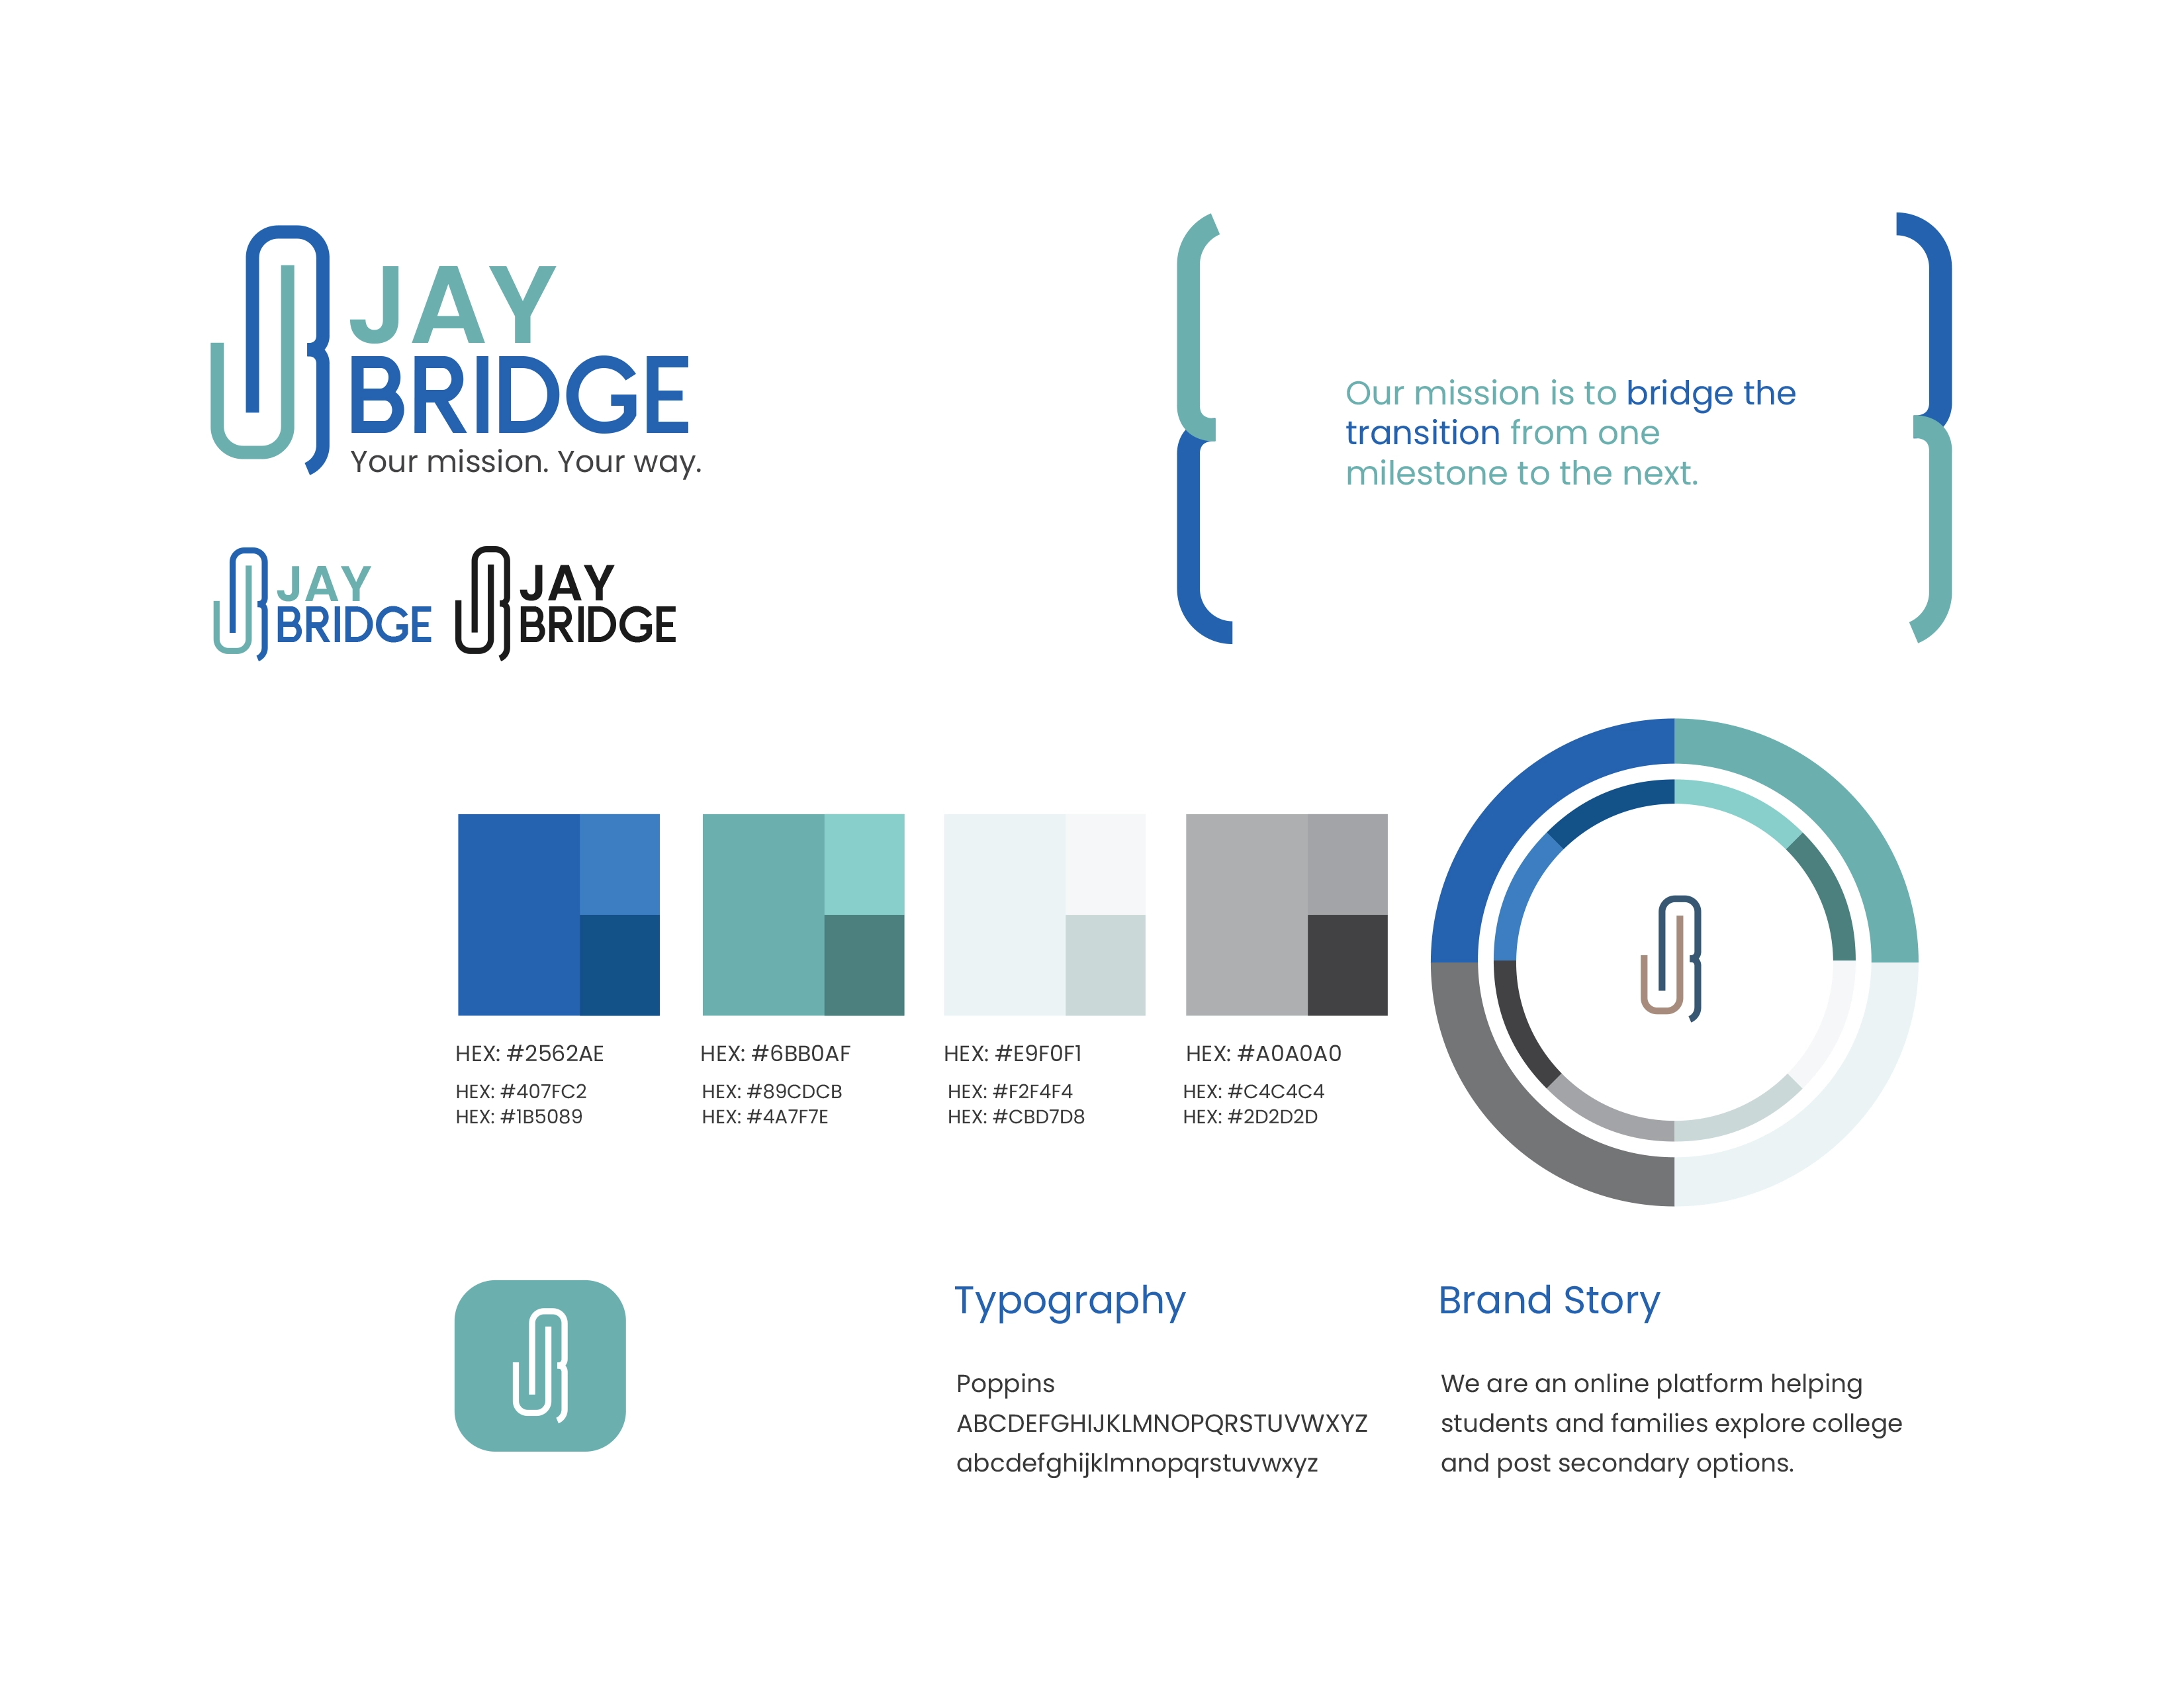 JAY
BRIDGE
Your mission. Your way.
JAY
BRIDGE
JAY
BRIDGE
Our mission is to bridge the
transition from one
milestone to the next.
HEX: #2562AE
HEX: #407FC2
HEX: #1B5089
HEX: #6BB0AF
HEX: #89CDCB
HEX: #4A7F7E
HEX: #E9F0F1
HEX: #F2F4F4
HEX: #CBD7D8
HEX: #A0A0A0
HEX: #C4C4C4
HEX: #2D2D2D
Typography
Poppins
ABCDEFGHIJKLMNOPQRSTUVWXYZ
abcdefghijklmnopqrstuvwxyz
Brand Story
We are an online platform helping
students and families explore college
and post secondary options.